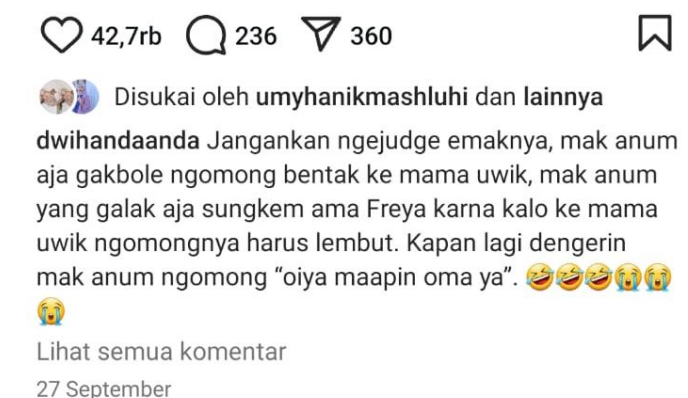 42,7rb 236 360
Disukai oleh umyhanikmashluhi dan lainnya
dwihandaanda Jangankan ngejudge emaknya, mak anum
aja gakbole ngomong bentak ke mama uwik, mak anum
yang galak aja sungkem ama Freya karna kalo ke mama
uwik ngomongnya harus lembut. Kapan lagi dengerin
mak anum ngomong “oiya maapin oma ya”. 🤣🤣🤣😭😭
😭
Lihat semua komentar
27 September